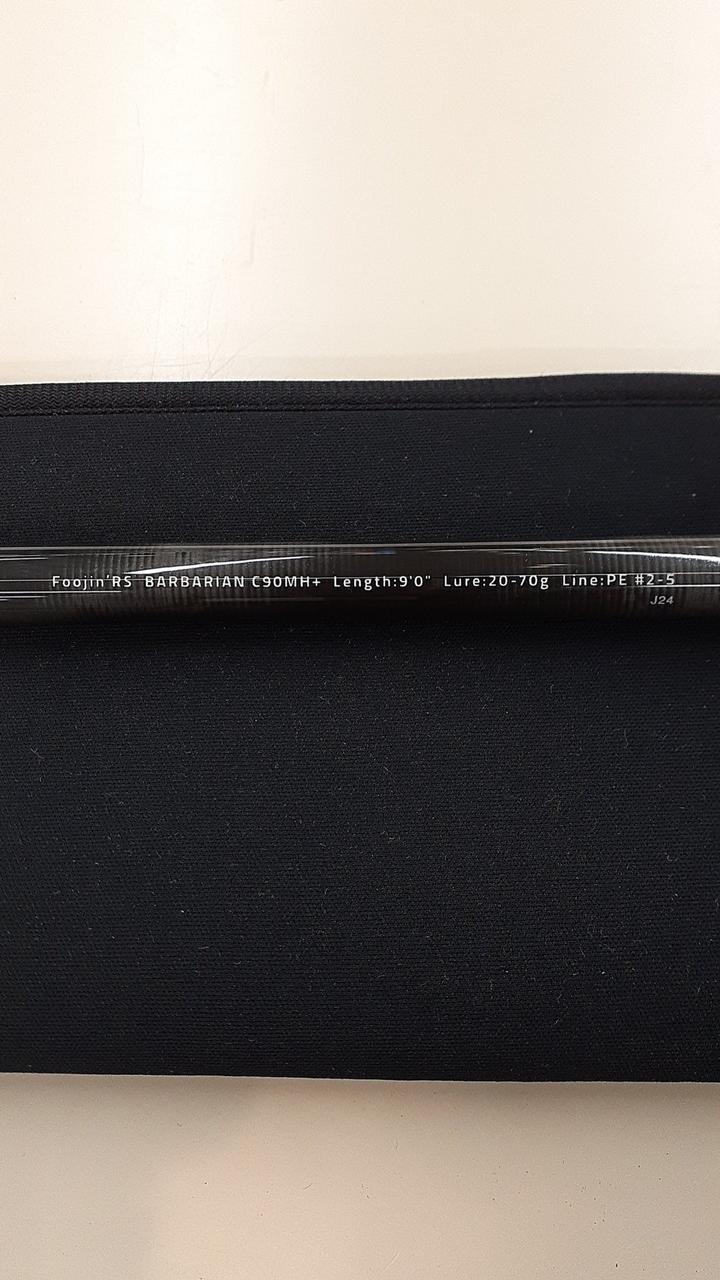 Foojin'RS BARBARIAN C90MH+ Length:9'0" Lure:20-70g Line:PE #2-5
J24